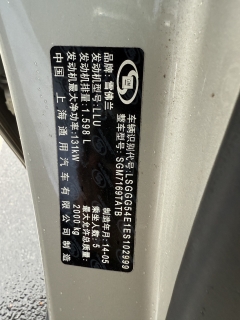 品牌:雪佛兰
发动机型号:LLU
发动机排量:1.598 L
发动机最大净功率:131kW
中国 上海通用汽车有限公司制造
车辆识别代号:LSGGG54E1ES102999
整车型号:SGM7169TATB
制造年月:14-05
乘坐人数:5
最大允许总质量:
2000 kg